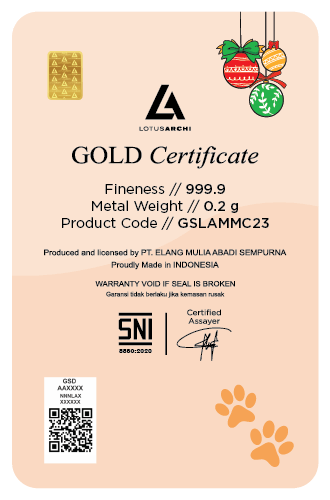 LOTUSARCHI
GOLD Certificate
Fineness // 999.9
Metal Weight // 0.2 g
Product Code // GSLAMMC23
Produced and licensed by PT. ELANG MULIA ABADI SEMPURNA
Proudly Made in INDONESIA
WARRANTY VOID IF SEAL IS BROKEN
Garansi tidak berlaku jika kemasan rusak
SNI
8880:2020
Certified
Assayer
GSD
AAXXXX
NNNLAX
XXXXXX